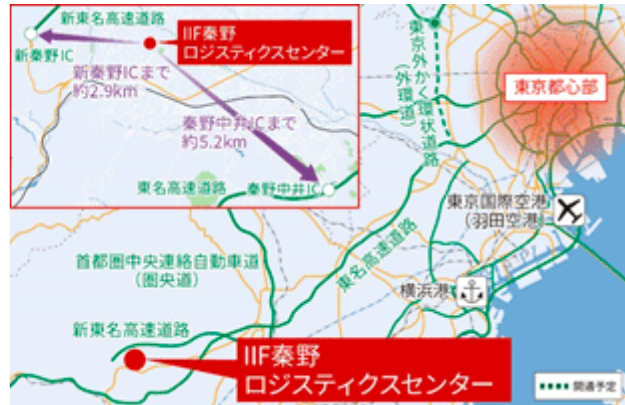 新東名高速道路
IIF秦野
ロジスティクスセンター
新秦野IC
新秦野ICまで
約2.9km
秦野中井ICまで
約5.2km
東名高速道路
秦野中井IC
東京外かく環状道路
(外環道)
東京都心部
東京国際空港
(羽田空港)
首都圏中央連絡自動車道
(圏央道)
東名高速道路
横浜港
新東名高速道路
IIF秦野
ロジスティクスセンター
開通予定